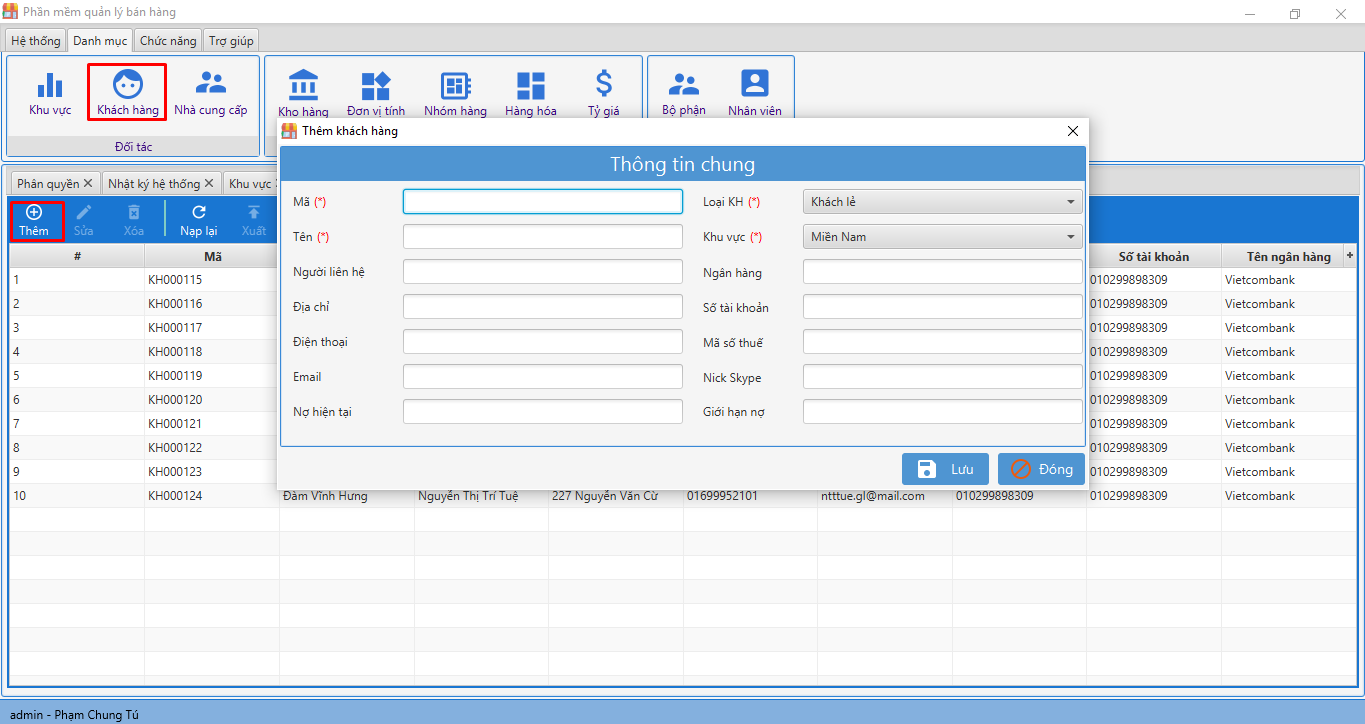 Phần mềm quản lý bán hàng
Hệ thống Danh mục Chức năng Trợ giúp
Khu vực Khách hàng Nhà cung cấp Kho hàng Đơn vị tính Nhóm hàng Hàng hóa Tỷ giá Bộ phận Nhân viên
Đối tác
Thêm khách hàng
Thông tin chung
Phân quyền Nhật ký hệ thống Khu vực
Thêm Sửa Xóa Nạp lại Xuất
Mã (*) Loại KH (*) Khách lẻ
Tên (*) Khu vực (*) Miền Nam
Người liên hệ Ngân hàng
Địa chỉ Số tài khoản
Điện thoại Mã số thuế
Email Nick Skype
Nợ hiện tại Giới hạn nợ
Lưu Đóng
# Mã Số tài khoản Tên ngân hàng +
1 KH000115 010299898309 Vietcombank
2 KH000116 010299898309 Vietcombank
3 KH000117 010299898309 Vietcombank
4 KH000118 010299898309 Vietcombank
5 KH000119 010299898309 Vietcombank
6 KH000120 010299898309 Vietcombank
7 KH000121 010299898309 Vietcombank
8 KH000122 010299898309 Vietcombank
9 KH000123 010299898309 Vietcombank
10 KH000124 Đàm Vĩnh Hưng Nguyễn Thị Trí Tuệ 227 Nguyễn Văn Cừ 01699952101 ntttue.gl@mail.com 010299898309 010299898309 Vietcombank
admin - Phạm Chung Tú